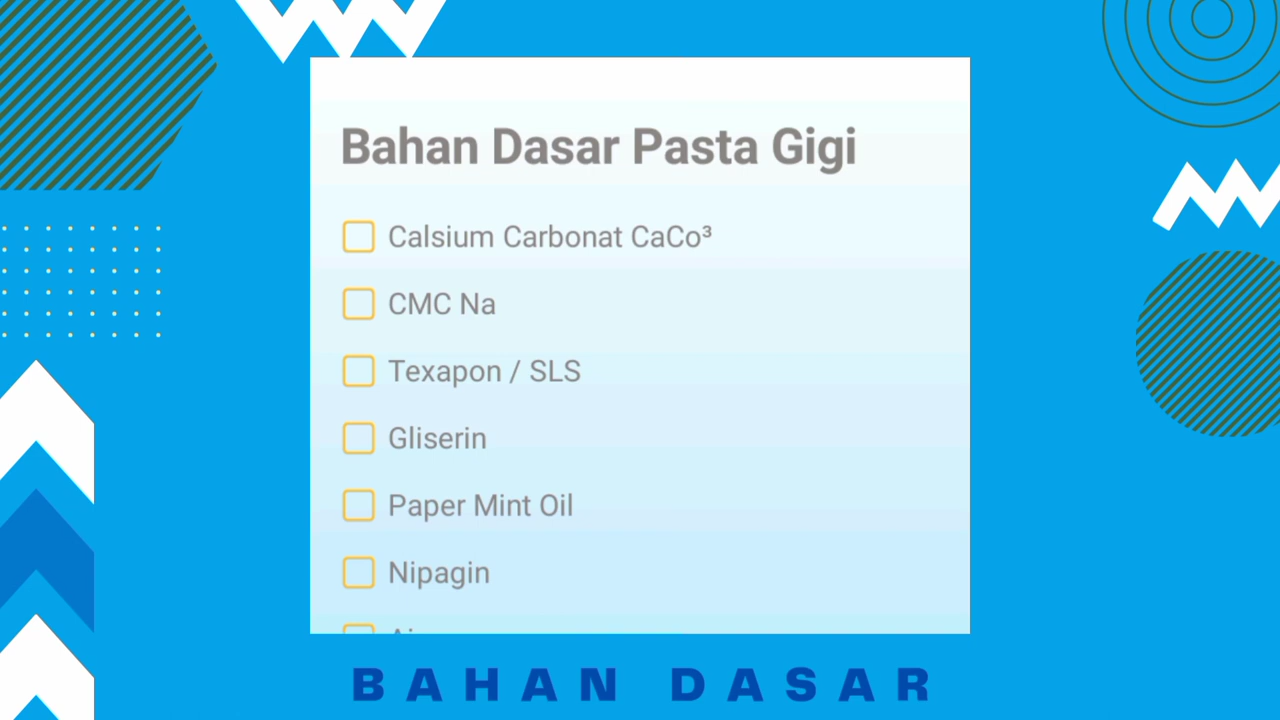 Bahan Dasar Pasta Gigi
Calsium Carbonat CaCo³
CMC Na
Texapon / SLS
Gliserin
Paper Mint Oil
Nipagin
BAHAN DASAR